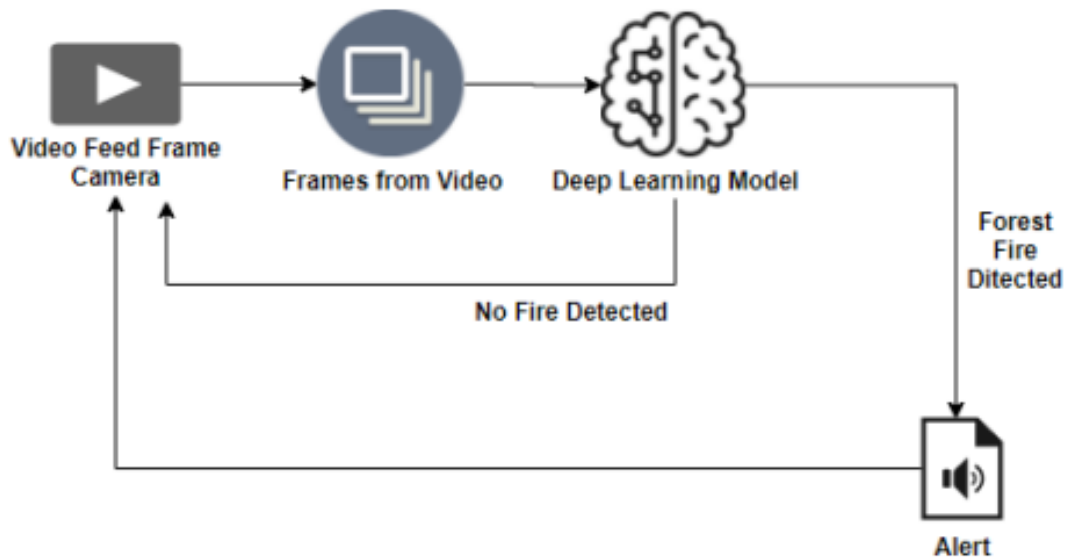 Video Feed Frame
Camera
Frames from Video
Deep Learning Model
Forest
Fire
Ditected
No Fire Detected
Alert